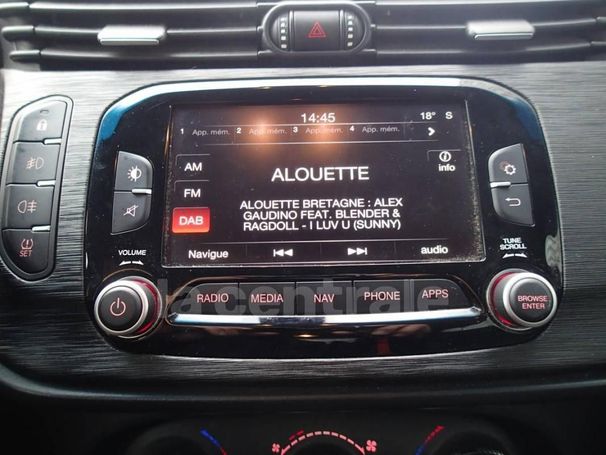 14:45
18° S
1 App. mém. 2 App. mém. 3 App. mém. 4 App. mém.
AM
FM
DAB
i
info
ALOUETTE
ALOUETTE BRETAGNE : ALEX
GAUDINO FEAT. BLENDER &
RAGDOLL - I LUV U (SUNNY)
Navigue
audio
SET
VOLUME
TUNE
SCROLL
RADIO MEDIA NAV PHONE APPS
BROWSE
ENTER
la centrale